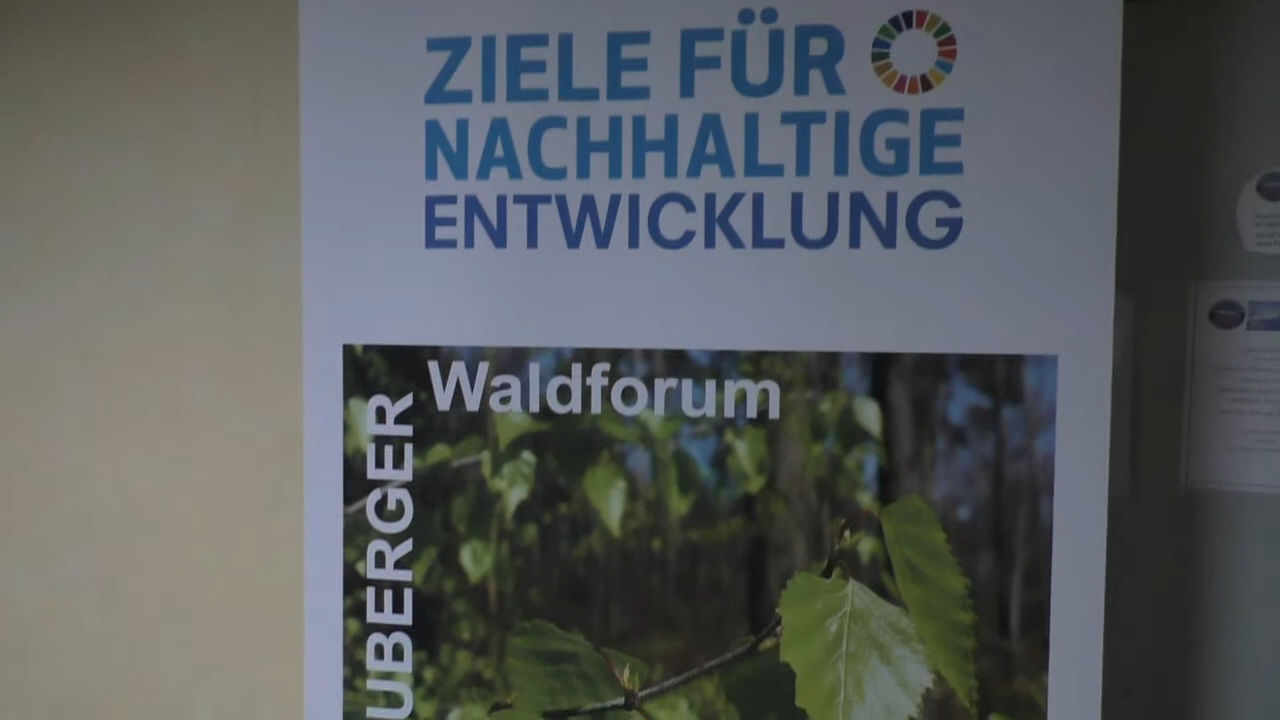 ZIELE FÜR
NACHHALTIGE
ENTWICKLUNG
Waldforum
UBERGER